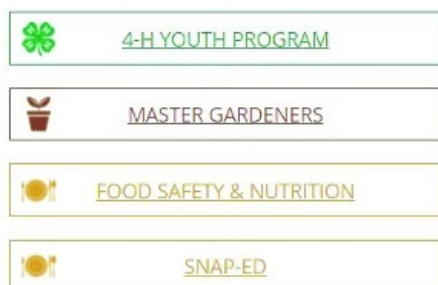 4-H YOUTH PROGRAM
MASTER GARDENERS
FOOD SAFETY & NUTRITION
SNAP-ED